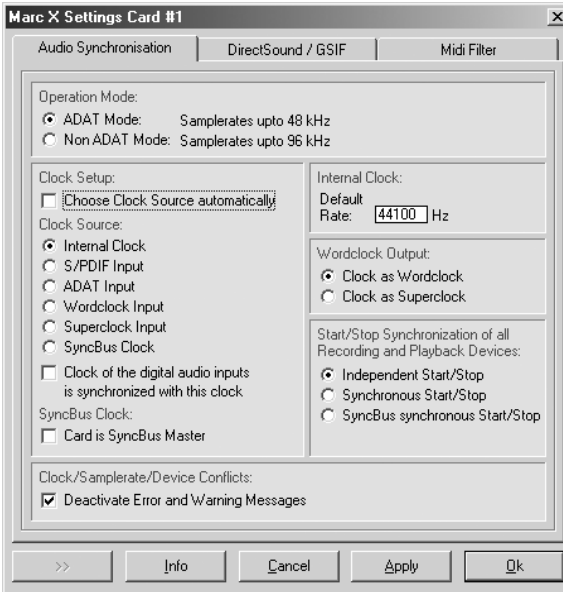 Marc X Settings Card #1
Audio Synchronisation
DirectSound / GSIF
Midi Filter
Operation Mode:
ADAT Mode: Samplerates upto 48 kHz
Non ADAT Mode: Samplerates upto 96 kHz
Clock Setup:
Choose Clock Source automatically
Clock Source:
Internal Clock
S/PDIF Input
ADAT Input
Wordclock Input
Superclock Input
SyncBus Clock
Clock of the digital audio inputs
is synchronized with this clock
SyncBus Clock:
Card is SyncBus Master
Internal Clock:
Default
Rate: 44100 Hz
Wordclock Output:
Clock as Wordclock
Clock as Superclock
Start/Stop Synchronization of all
Recording and Playback Devices:
Independent Start/Stop
Synchronous Start/Stop
SyncBus synchronous Start/Stop
Clock/Samplerate/Device Conflicts:
Deactivate Error and Warning Messages
>>
Info
Cancel
Apply
Ok